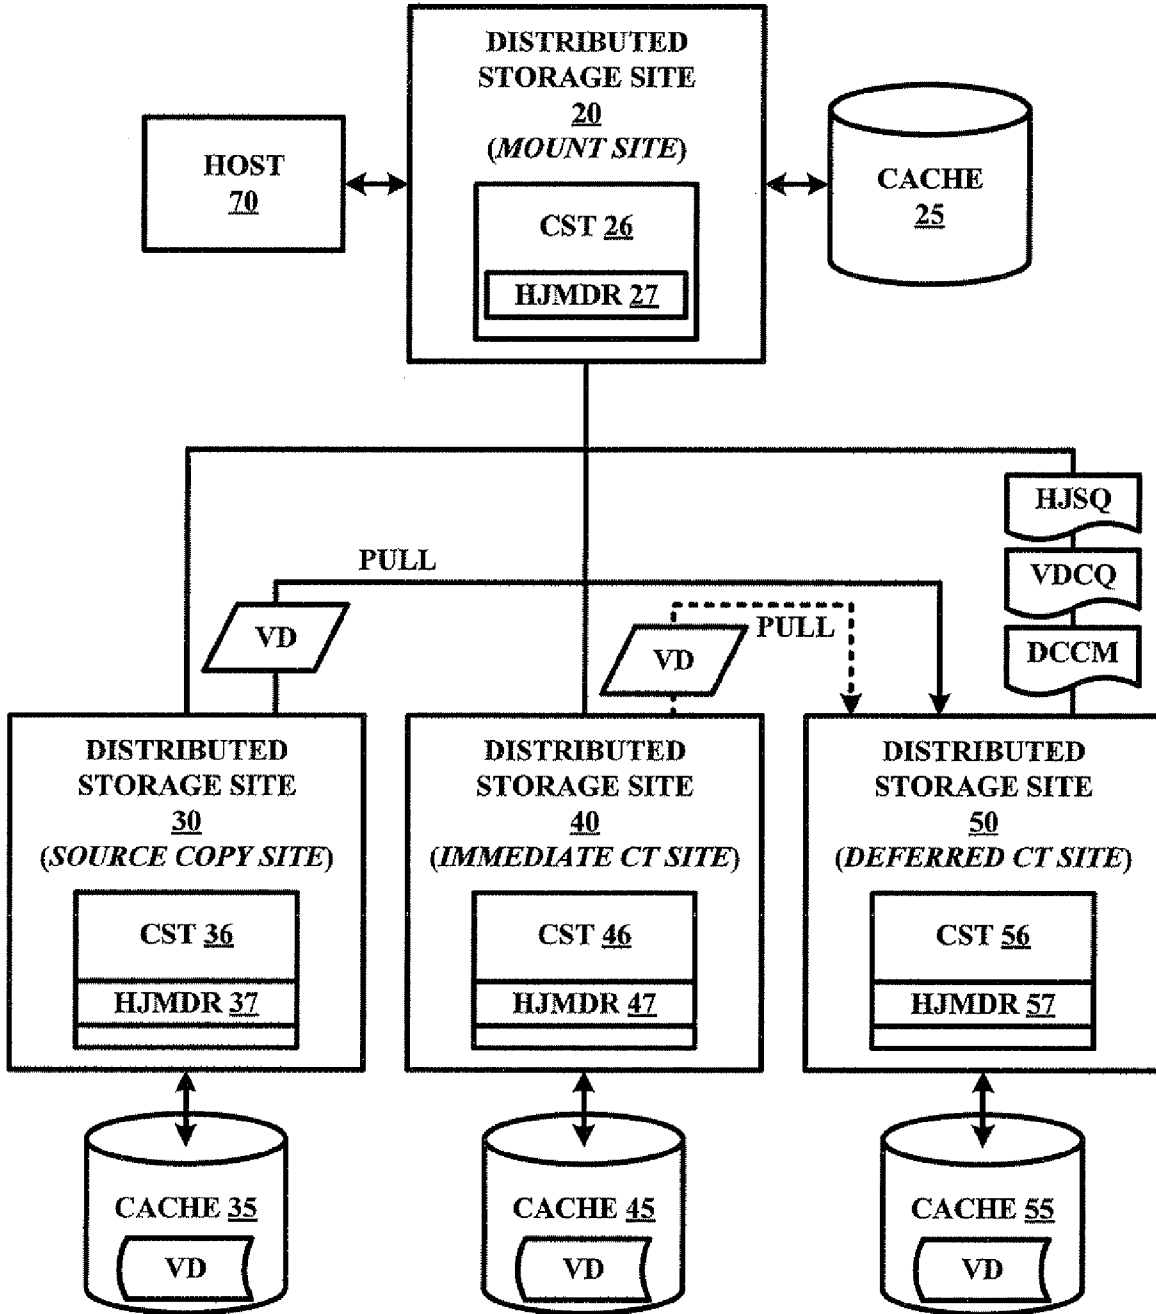 DISTRIBUTED
STORAGE SITE
20
(MOUNT SITE)
HOST
70
CACHE
25
CST 26
HJMDR 27
HJSQ
VDCQ
DCCM
PULL
VD
PULL
VD
DISTRIBUTED
STORAGE SITE
30
(SOURCE COPY SITE)
CST 36
HJMDR 37
DISTRIBUTED
STORAGE SITE
40
(IMMEDIATE CT SITE)
CST 46
HJMDR 47
DISTRIBUTED
STORAGE SITE
50
(DEFERRED CT SITE)
CST 56
HJMDR 57
CACHE 35
VD
CACHE 45
VD
CACHE 55
VD